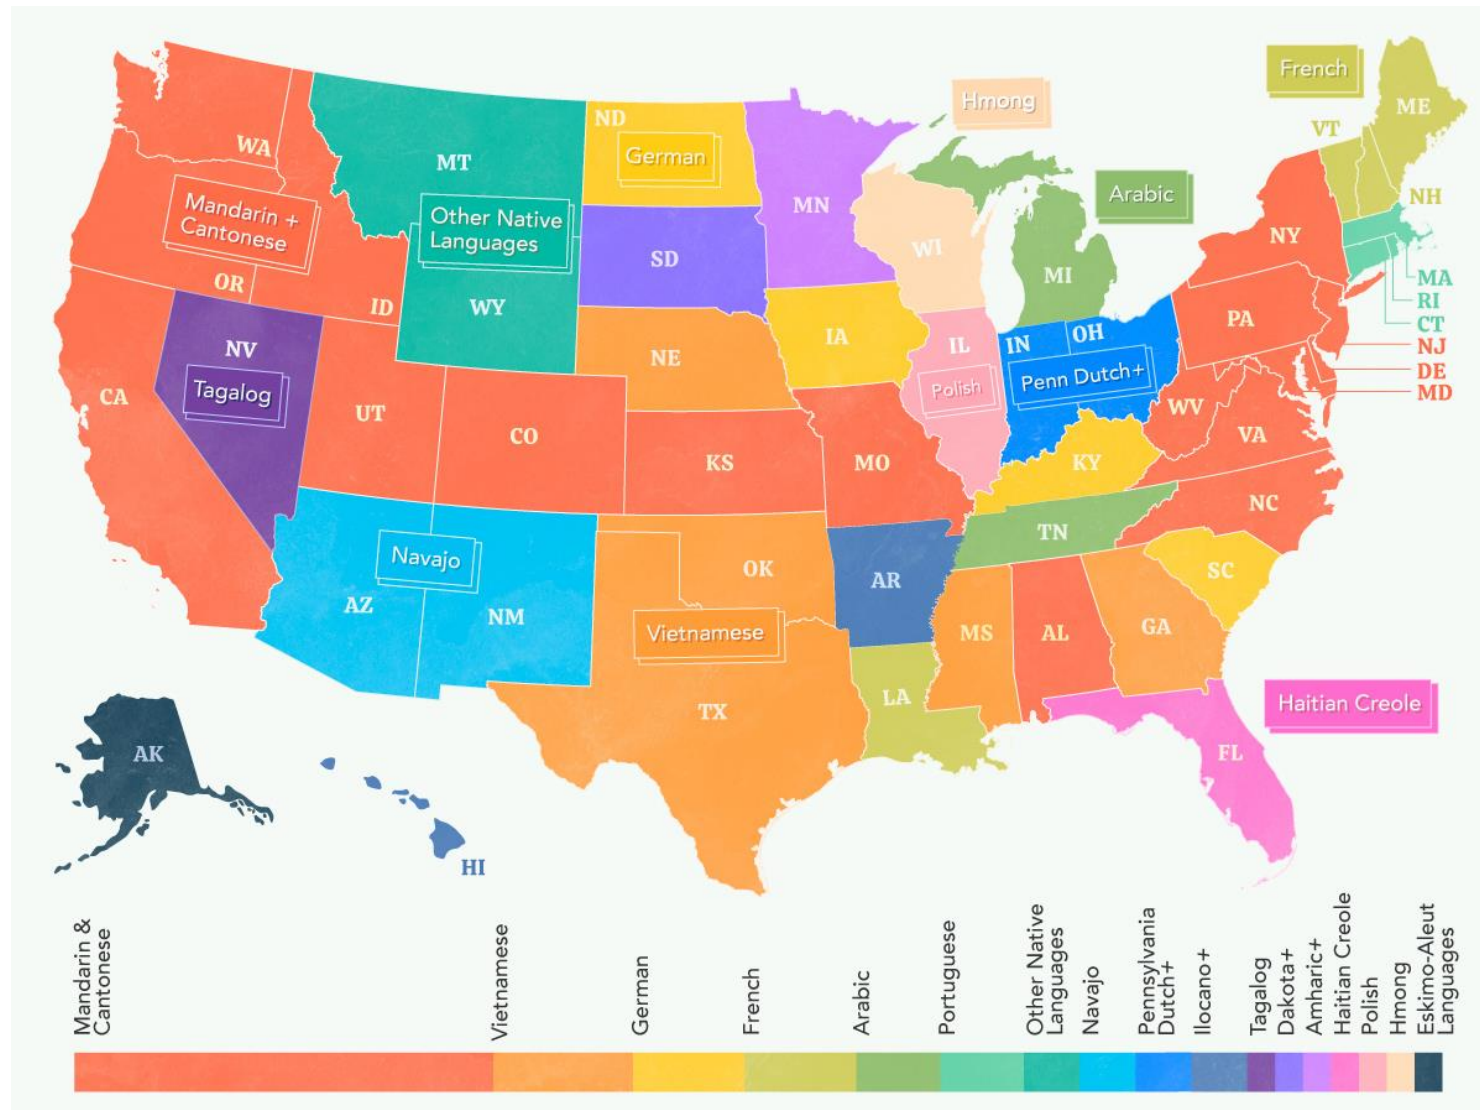 French
ME
VT
NH
Hmong
Arabic
WA
MT
ND
German
MN
WI
MI
NY
MA
RI
CT
NJ
DE
MD
Mandarin +
Cantonese
Other Native
Languages
OR
ID
WY
SD
IA
NE
IL
Polish
IN
OH
Penn Dutch+
PA
WV
VA
NV
Tagalog
CA
UT
CO
KS
MO
KY
NC
TN
SC
Navajo
AZ
NM
OK
AR
Vietnamese
TX
LA
MS
AL
GA
Haitian Creole
FL
AK
HI
Mandarin &
Cantonese
Vietnamese
German
French
Arabic
Portuguese
Other Native
Languages
Navajo
Pennsylvania
Dutch+
Ilocano+
Tagalog
Dakota+
Amharic+
Haitian Creole
Polish
Hmong
Eskimo-Aleut
Languages